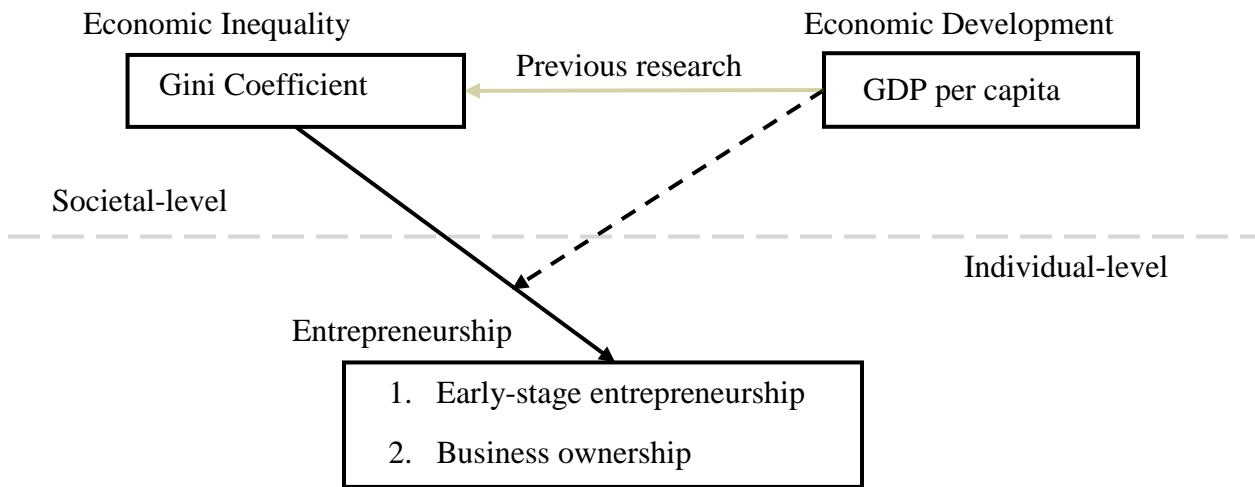 Economic Inequality
Economic Development
Gini Coefficient
Previous research
GDP per capita
Societal-level
Individual-level
Entrepreneurship
1. Early-stage entrepreneurship
2. Business ownership